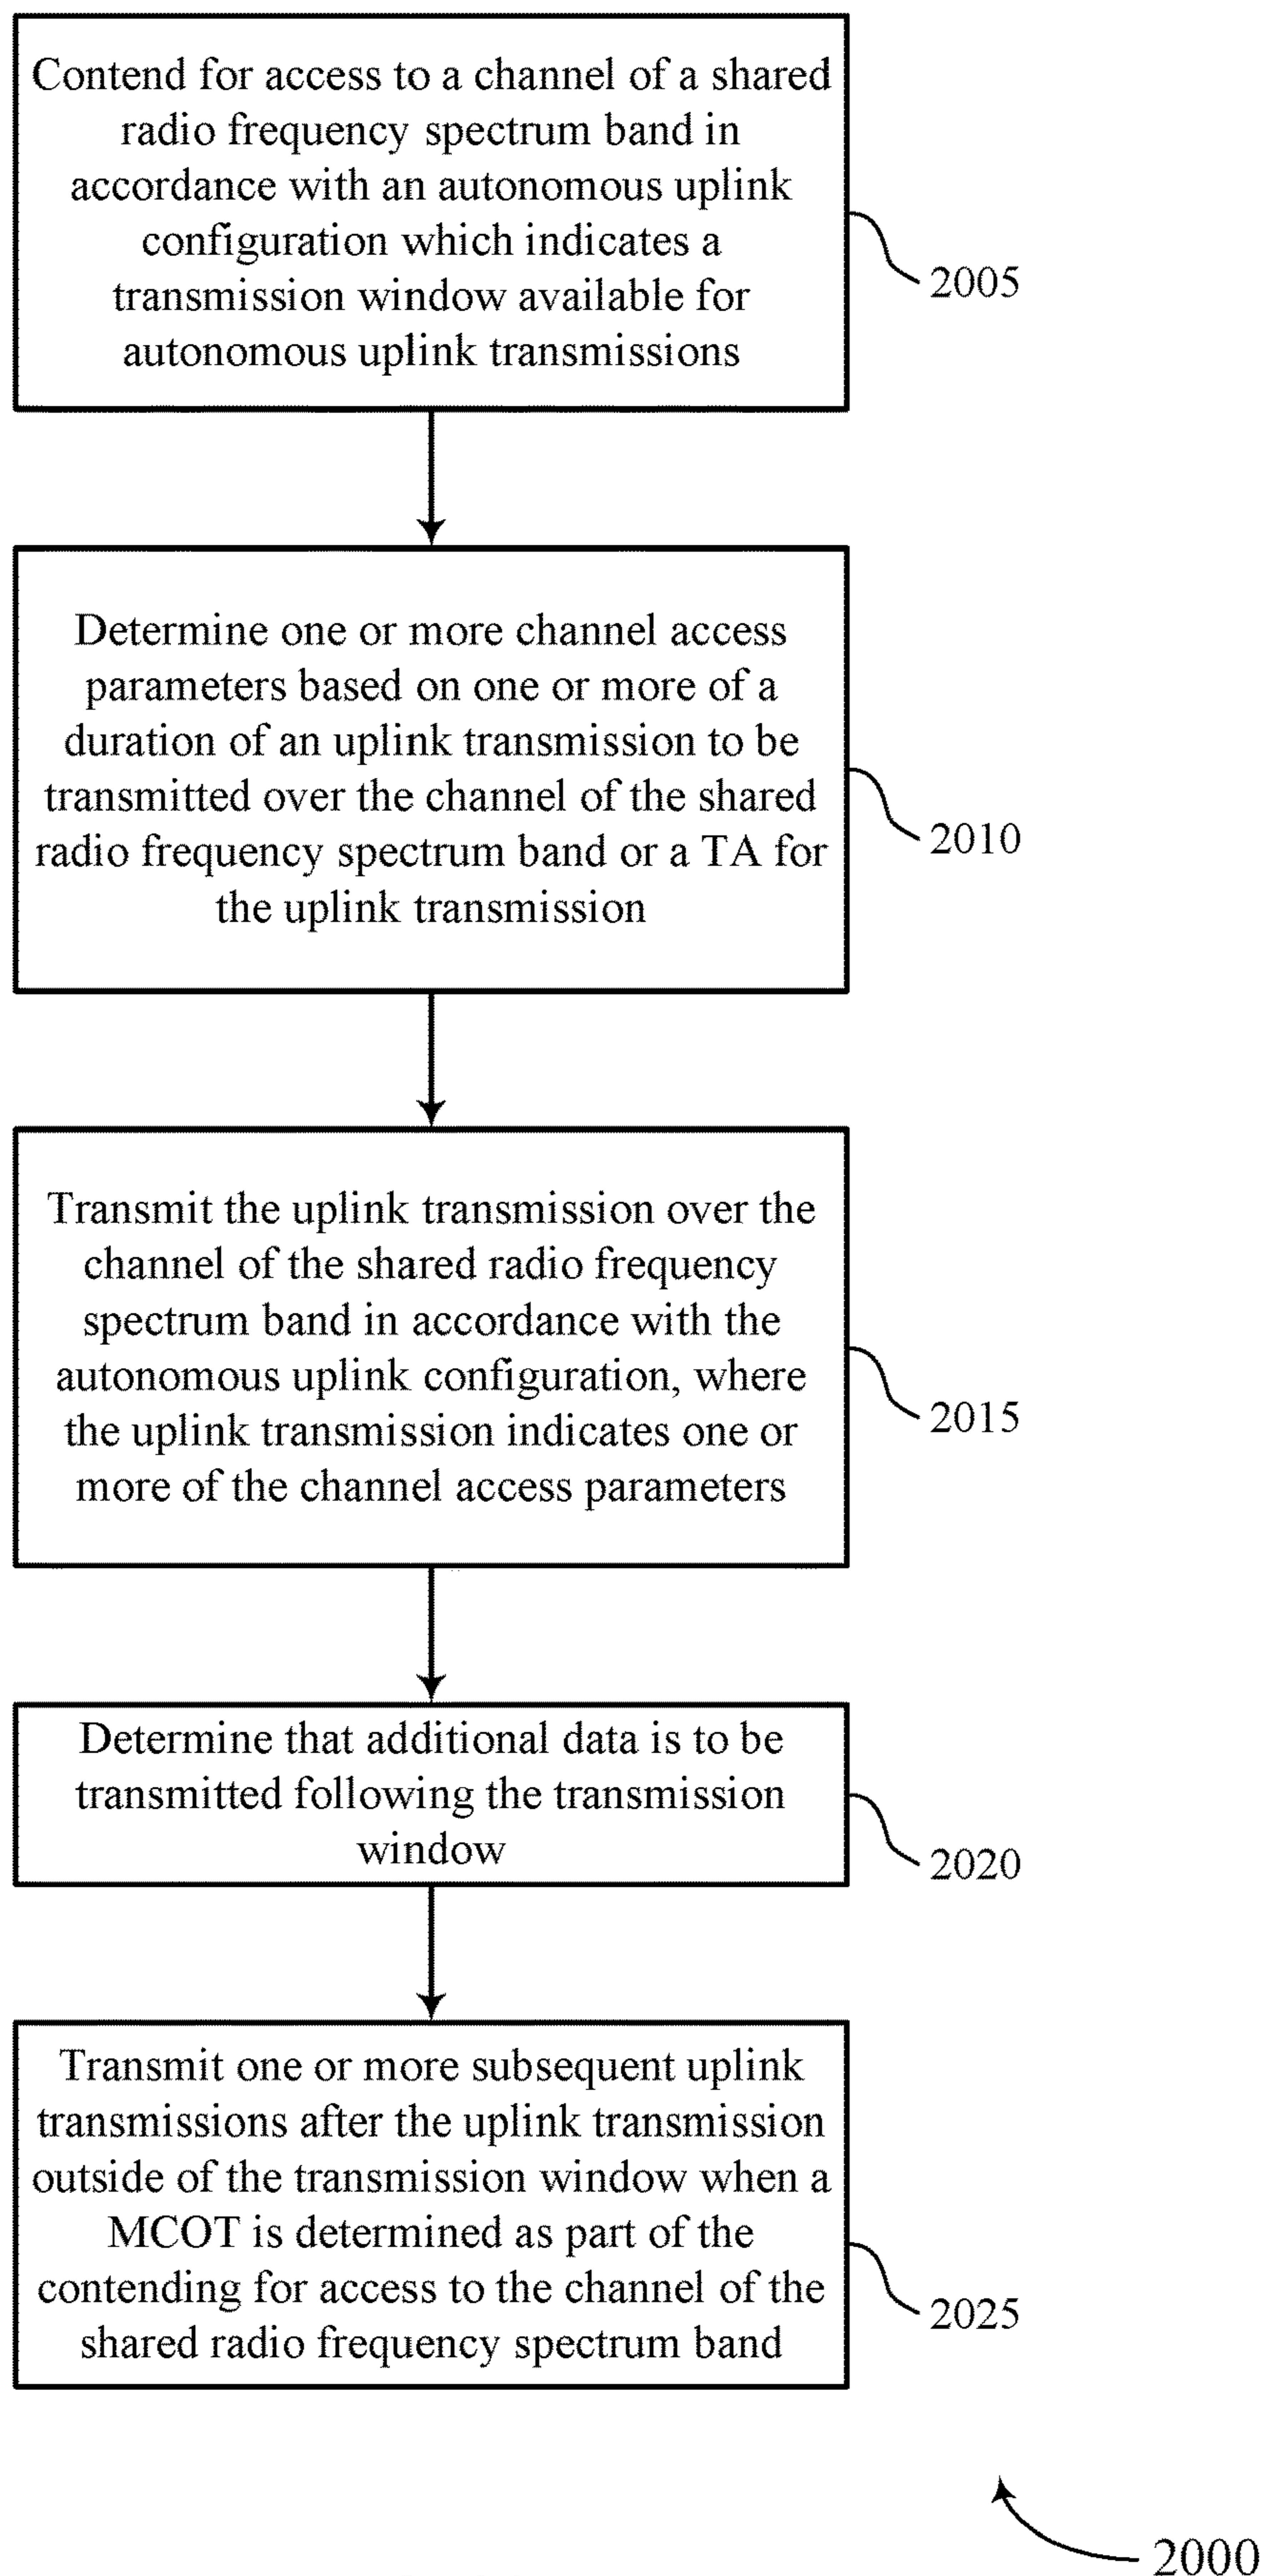 Contend for access to a channel of a shared
radio frequency spectrum band in
accordance with an autonomous uplink
configuration which indicates a
transmission window available for
autonomous uplink transmissions
2005
Determine one or more channel access
parameters based on one or more of a
duration of an uplink transmission to be
transmitted over the channel of the shared
radio frequency spectrum band or a TA for
the uplink transmission
2010
Transmit the uplink transmission over the
channel of the shared radio frequency
spectrum band in accordance with the
autonomous uplink configuration, where
the uplink transmission indicates one or
more of the channel access parameters
2015
Determine that additional data is to be
transmitted following the transmission
window
2020
Transmit one or more subsequent uplink
transmissions after the uplink transmission
outside of the transmission window when a
MCOT is determined as part of the
contending for access to the channel of the
shared radio frequency spectrum band
2025
2000